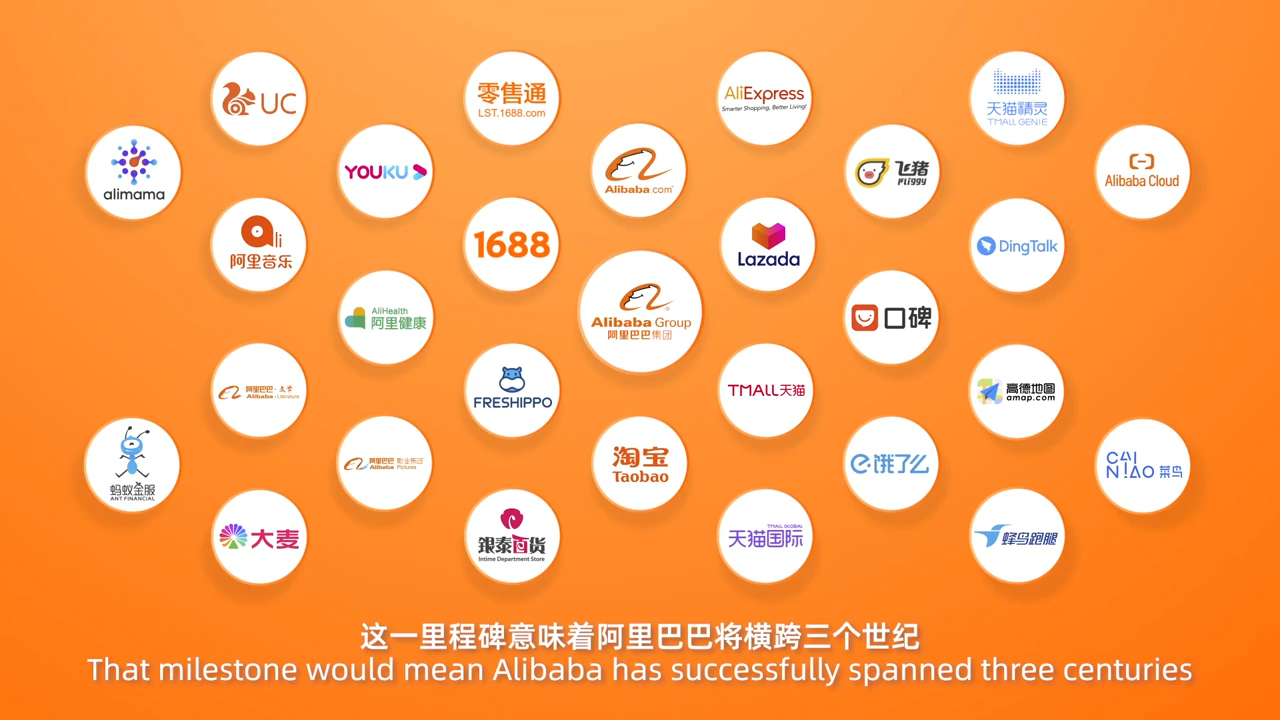 UC
零售通
LST.1688.com
AliExpress
Smarter Shopping, Better Living!
天猫精灵
TMALL GENIE
alimama
YOUKU
Alibaba.com
飞猪
Fliggy
Alibaba Cloud
ali
阿里音乐
1688
Lazada
DingTalk
AliHealth
阿里健康
Alibaba Group
阿里巴巴集团
口碑
阿里巴巴·文学
Alibaba·Literature
FRESHIPPO
TMALL天猫
高德地图
amap.com
蚂蚁金服
ANT FINANCIAL
阿里巴巴 影业集团
Alibaba Pictures
淘宝
Taobao
饿了么
CAI
NIAO 菜鸟
大麦
银泰百货
Intime Department Store
TMALL GLOBAL
天猫国际
蜂鸟跑腿
这一里程碑意味着阿里巴巴将横跨三个世纪
That milestone would mean Alibaba has successfully spanned three centuries